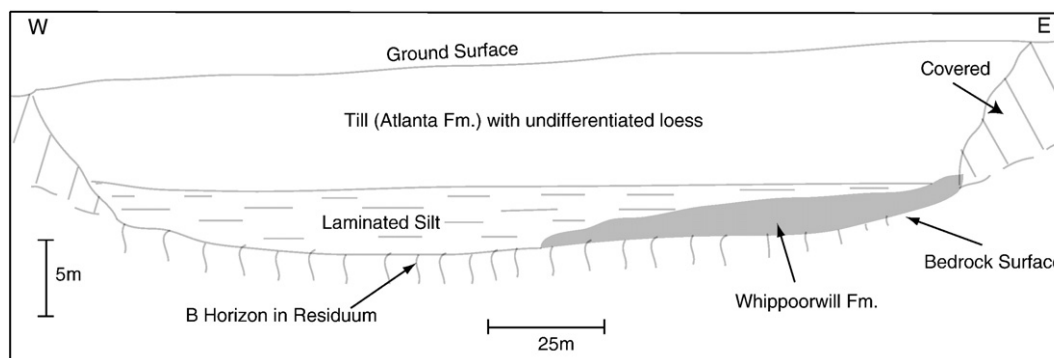 W
E
Ground Surface
Covered
Till (Atlanta Fm.) with undifferentiated loess
Laminated Silt
5m
B Horizon in Residuum
Bedrock Surface
Whippoorwill Fm.
25m